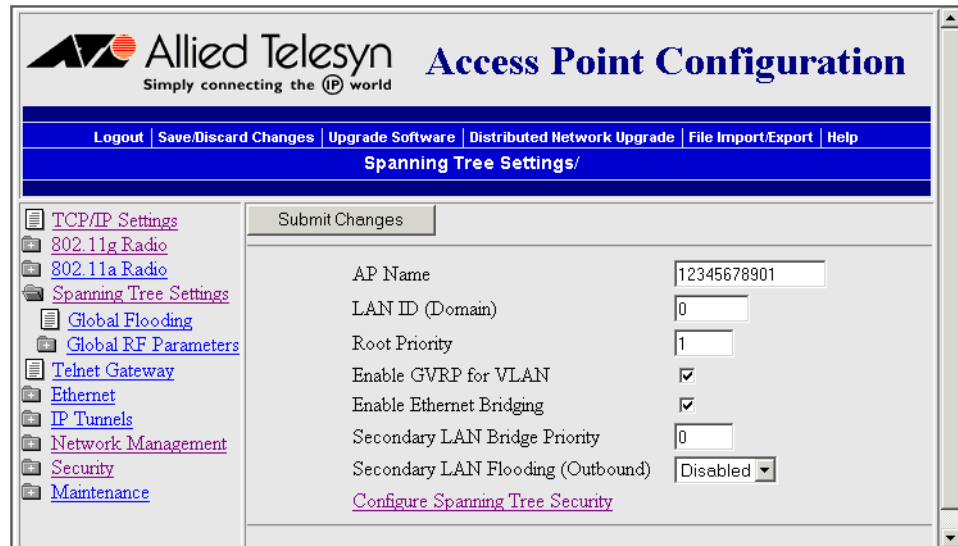 Allied Telesyn
Simply connecting the IP world
Access Point Configuration
Logout | Save/Discard Changes | Upgrade Software | Distributed Network Upgrade | File Import/Export | Help
Spanning Tree Settings/
TCP/IP Settings
802.11g Radio
802.11a Radio
Spanning Tree Settings
Global Flooding
Global RF Parameters
Telnet Gateway
Ethernet
IP Tunnels
Network Management
Security
Maintenance
Submit Changes
AP Name 12345678901
LAN ID (Domain) 0
Root Priority 1
Enable GVRP for VLAN
Enable Ethernet Bridging
Secondary LAN Bridge Priority 0
Secondary LAN Flooding (Outbound) Disabled
Configure Spanning Tree Security